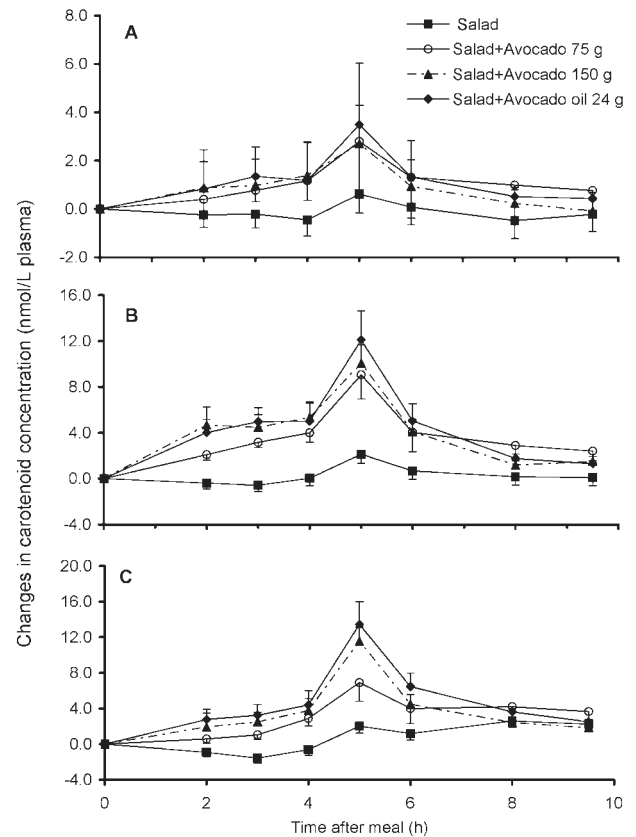 8.0
A
Salad
Salad+Avocado 75 g
6.0
Salad+Avocado 150 g
Salad+Avocado oil 24 g
4.0
2.0
0.0
-2.0
16.0
B
12.0
8.0
4.0
0.0
-4.0
20.0
C
16.0
12.0
8.0
4.0
0.0
-4.0
0 2 4 6 8 10
Time after meal (h)
Changes in carotenoid concentration (nmol/L plasma)